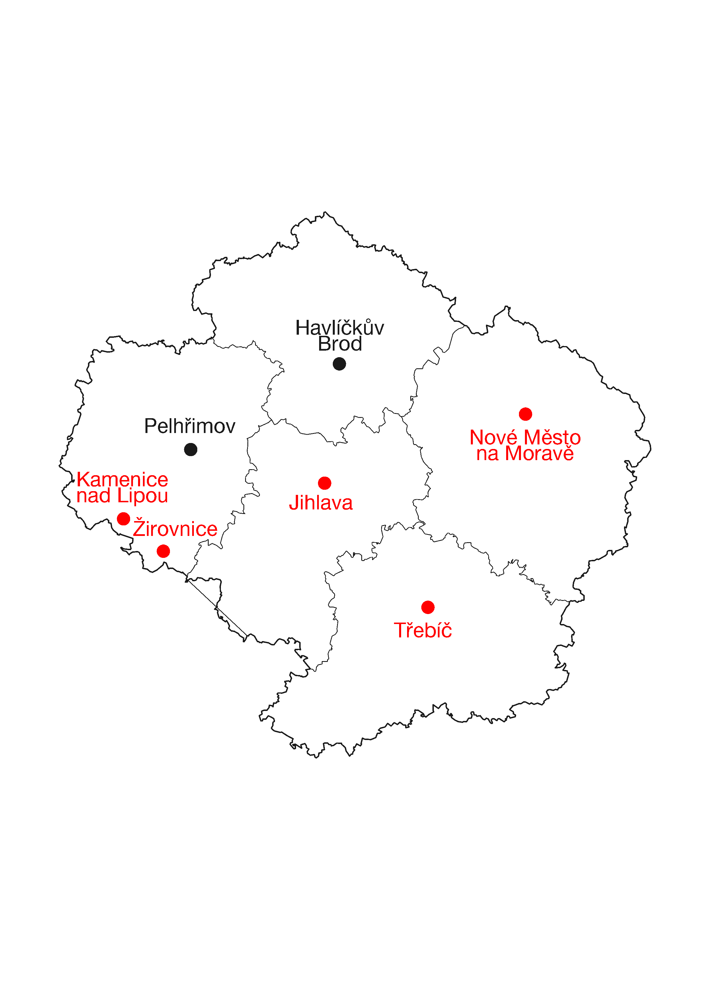 Havlíčkův
Brod
Pelhřimov
Nové Město
na Moravě
Kamenice
nad Lipou
Jihlava
Žirovnice
Třebíč